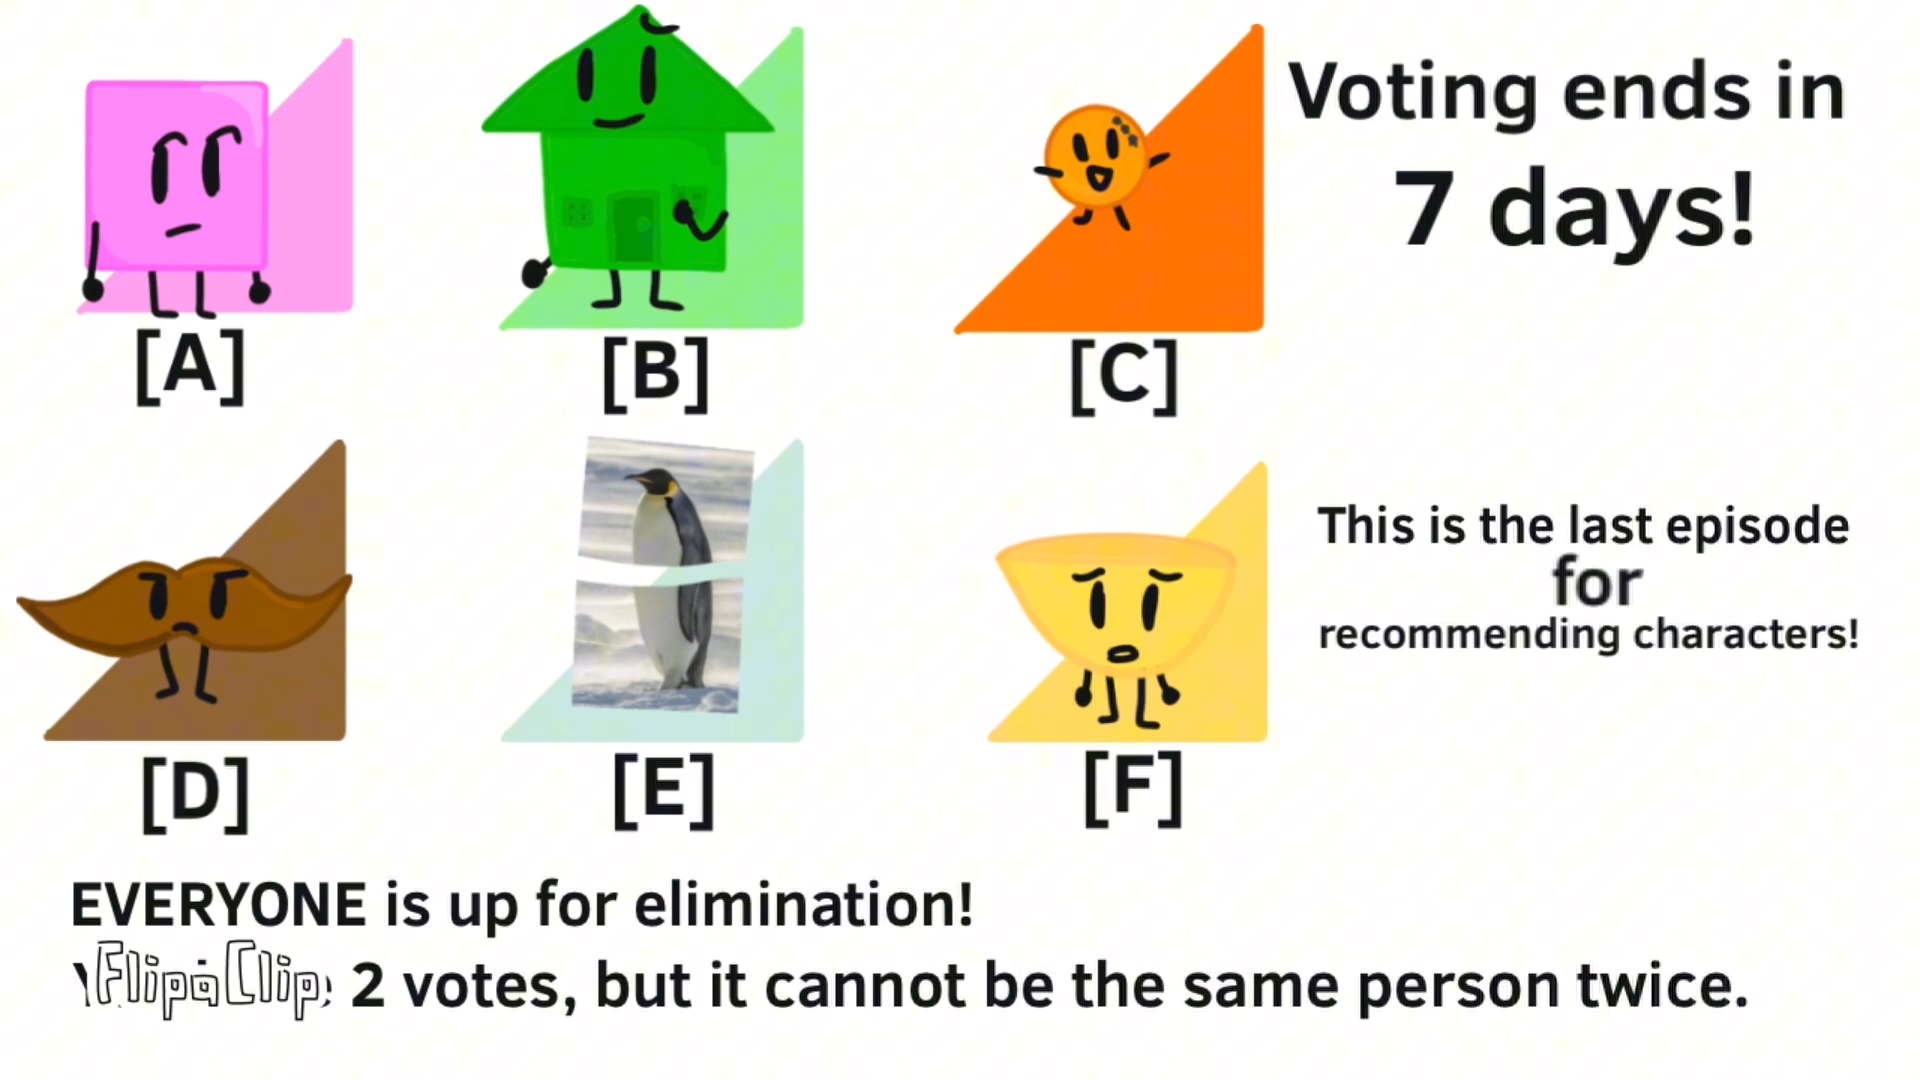 Voting ends in
7 days!
[A]
[B]
[C]
This is the last episode
for
recommending characters!
[D]
[E]
[F]
EVERYONE is up for elimination!
FlipaClip 2 votes, but it cannot be the same person twice.